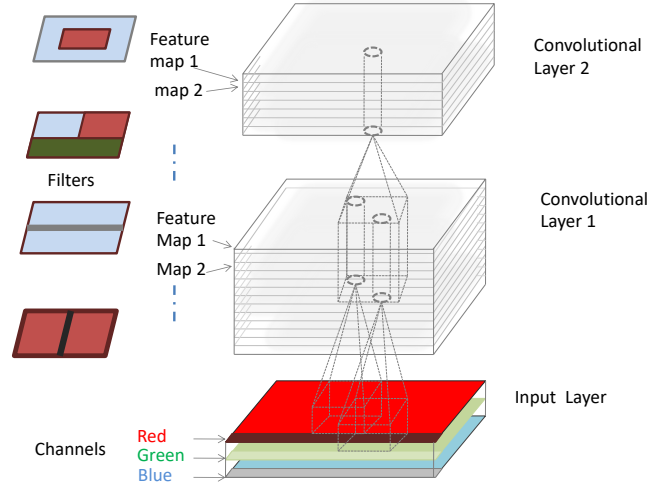 Feature
map 1
map 2
Convolutional
Layer 2
Filters
Feature
Map 1
Map 2
Convolutional
Layer 1
Input Layer
Channels
Red
Green
Blue